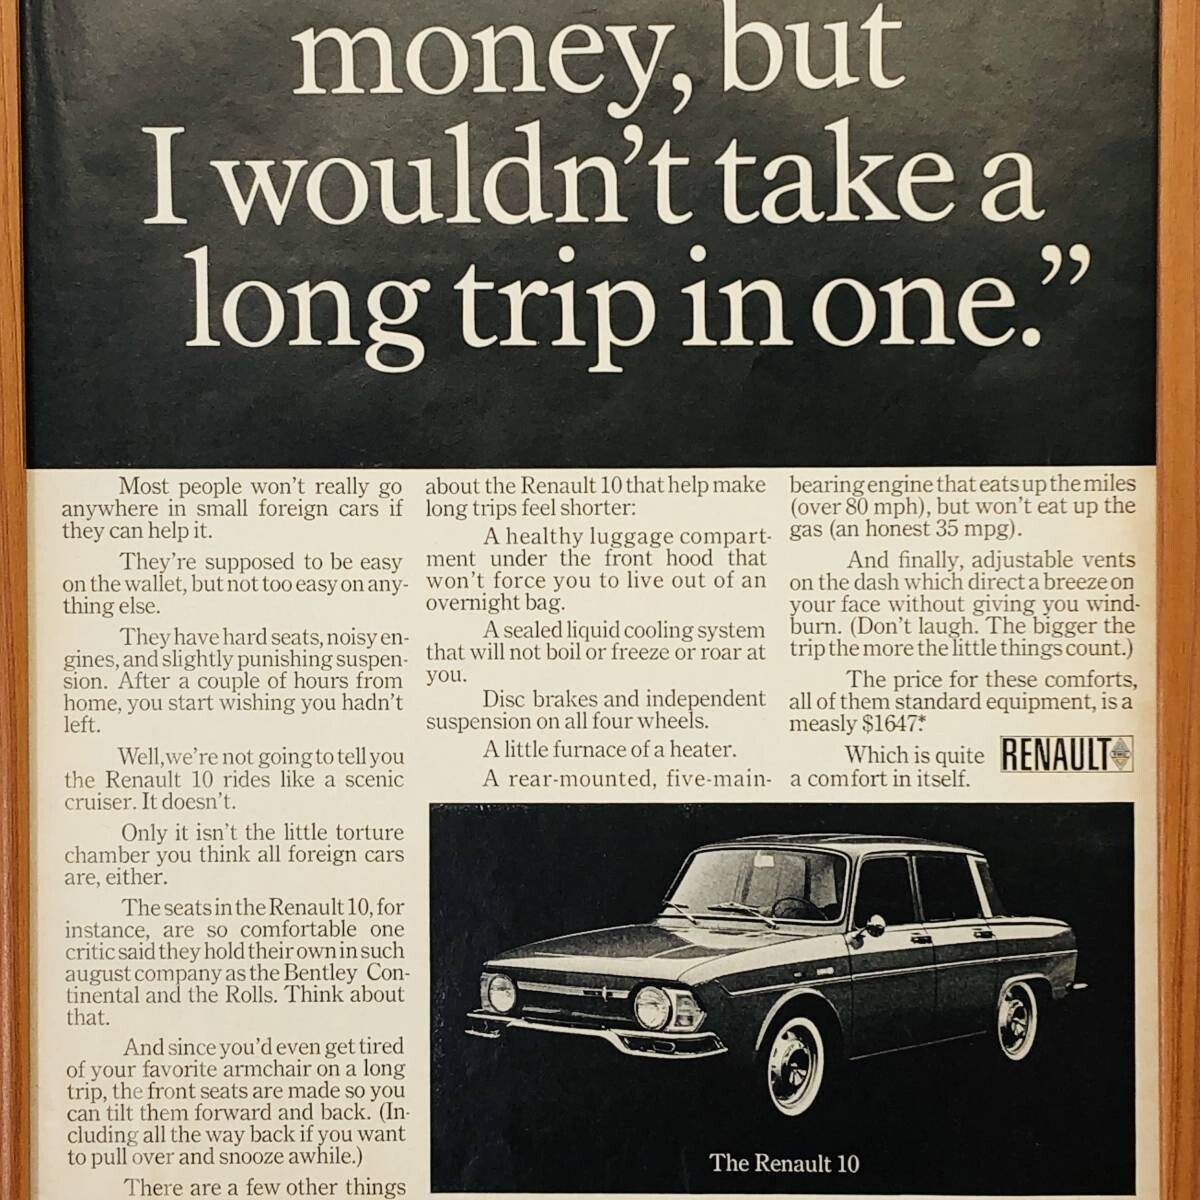 money, but
I wouldn't take a
long trip in one.”
Most people won't really go
anywhere in small foreign cars if
they can help it.
They're supposed to be easy
on the wallet, but not too easy on any-
thing else.
They have hard seats, noisy en-
gines, and slightly punishing suspen-
sion. After a couple of hours from
home, you start wishing you hadn't
left.
Well, we're not going to tell you
the Renault 10 rides like a scenic
cruiser. It doesn't.
Only it isn't the little torture
chamber you think all foreign cars
are, either.
The seats in the Renault 10, for
instance, are so comfortable one
critic said they hold their own in such
august company as the Bentley Con-
tinental and the Rolls. Think about
that.
And since you'd even get tired
of your favorite armchair on a long
trip, the front seats are made so you
can tilt them forward and back. (In-
cluding all the way back if you want
to pull over and snooze awhile.)
There are a few other things
about the Renault 10 that help make
long trips feel shorter:
A healthy luggage compart-
ment under the front hood that
won't force you to live out of an
overnight bag.
A sealed liquid cooling system
that will not boil or freeze or roar at
you.
Disc brakes and independent
suspension on all four wheels.
A little furnace of a heater.
A rear-mounted, five-main-
bearing engine that eats up the miles
(over 80 mph), but won't eat up the
gas (an honest 35 mpg).
And finally, adjustable vents
on the dash which direct a breeze on
your face without giving you wind-
burn. (Don't laugh. The bigger the
trip the more the little things count.)
The price for these comforts,
all of them standard equipment, is a
measly $1647.*
Which is quite
a comfort in itself.
RENAULT
The Renault 10